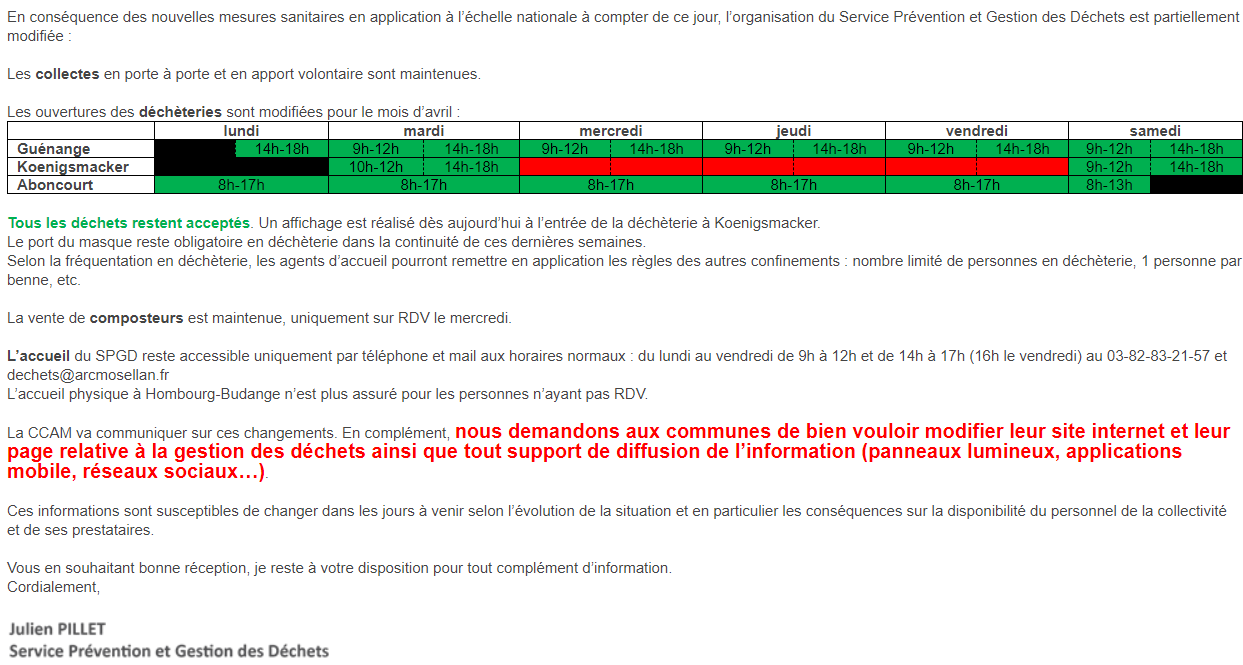 En conséquence des nouvelles mesures sanitaires en application à l’échelle nationale à compter de ce jour, l’organisation du Service Prévention et Gestion des Déchets est partiellement
modifiée :
Les collectes en porte à porte et en apport volontaire sont maintenues.
Les ouvertures des déchèteries sont modifiées pour le mois d’avril :
lundi mardi mercredi jeudi vendredi samedi
Guénange 14h-18h 9h-12h 14h-18h 9h-12h 14h-18h 9h-12h 14h-18h 9h-12h 14h-18h 9h-12h 14h-18h
Koenigsmacker 10h-12h 14h-18h 9h-12h 14h-18h
Aboncourt 8h-17h 8h-17h 8h-17h 8h-17h 8h-17h 8h-13h
Tous les déchets restent acceptés. Un affichage est réalisé dès aujourd’hui à l’entrée de la déchèterie à Koenigsmacker.
Le port du masque reste obligatoire en déchèterie dans la continuité de ces dernières semaines.
Selon la fréquentation en déchèterie, les agents d’accueil pourront remettre en application les règles des autres confinements : nombre limité de personnes en déchèterie, 1 personne par
benne, etc.
La vente de composteurs est maintenue, uniquement sur RDV le mercredi.
L’accueil du SPGD reste accessible uniquement par téléphone et mail aux horaires normaux : du lundi au vendredi de 9h à 12h et de 14h à 17h (16h le vendredi) au 03-82-83-21-57 et
dechets@arcmosellan.fr
L’accueil physique à Hombourg-Budange n’est plus assuré pour les personnes n’ayant pas RDV.
La CCAM va communiquer sur ces changements. En complément, nous demandons aux communes de bien vouloir modifier leur site internet et leur
page relative à la gestion des déchets ainsi que tout support de diffusion de l’information (panneaux lumineux, applications
mobile, réseaux sociaux…).
Ces informations sont susceptibles de changer dans les jours à venir selon l’évolution de la situation et en particulier les conséquences sur la disponibilité du personnel de la collectivité
et de ses prestataires.
Vous en souhaitant bonne réception, je reste à votre disposition pour tout complément d’information.
Cordialement,
Julien PILLET
Service Prévention et Gestion des Déchets